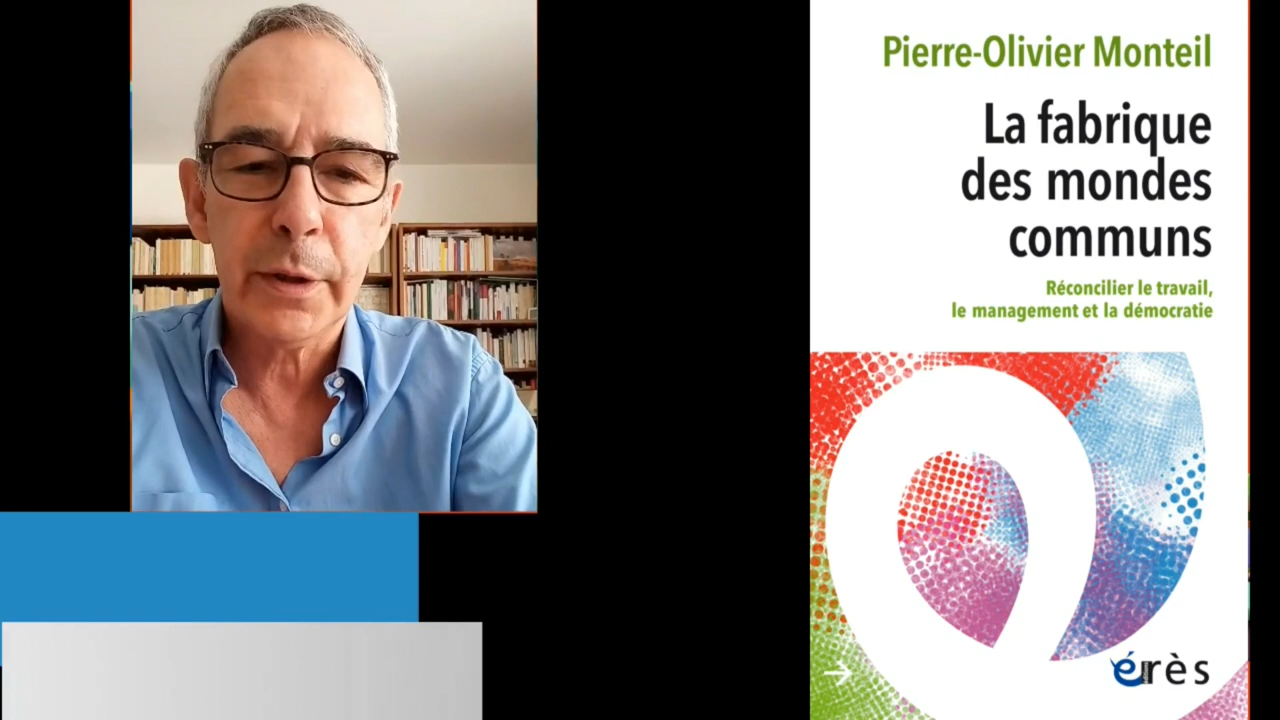 Pierre-Olivier Monteil
La fabrique
des mondes
communs
Réconcilier le travail,
le management et la démocratie
érès